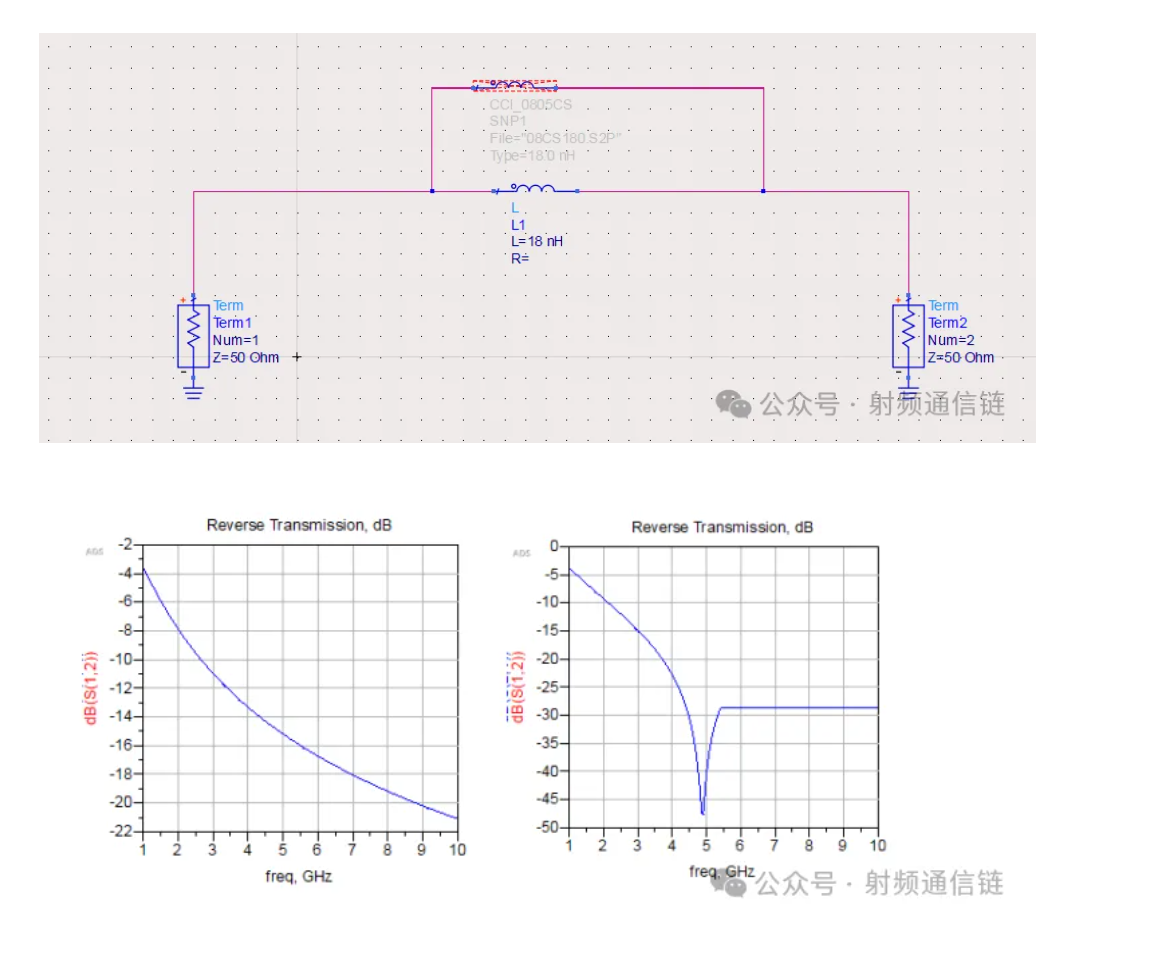 CCI_0805CS
SNP1
File="08CS180.S2P"
Type=18.0 nH
L
L1
L=18 nH
R=
Term
Term1
Num=1
Z=50 Ohm
Term
Term2
Num=2
Z=50 Ohm
公众号 · 射频通信链
Reverse Transmission, dB
ADS
-2
-4
-6
-8
-10
-12
-14
-16
-18
-20
-22
dB(S(1,2))
1 2 3 4 5 6 7 8 9 10
freq, GHz
Reverse Transmission, dB
ADS
0
-5
-10
-15
-20
-25
-30
-35
-40
-45
-50
dB(S(1,2))
1 2 3 4 5 6 7 8 9 10
freq, GHz
公众号 · 射频通信链